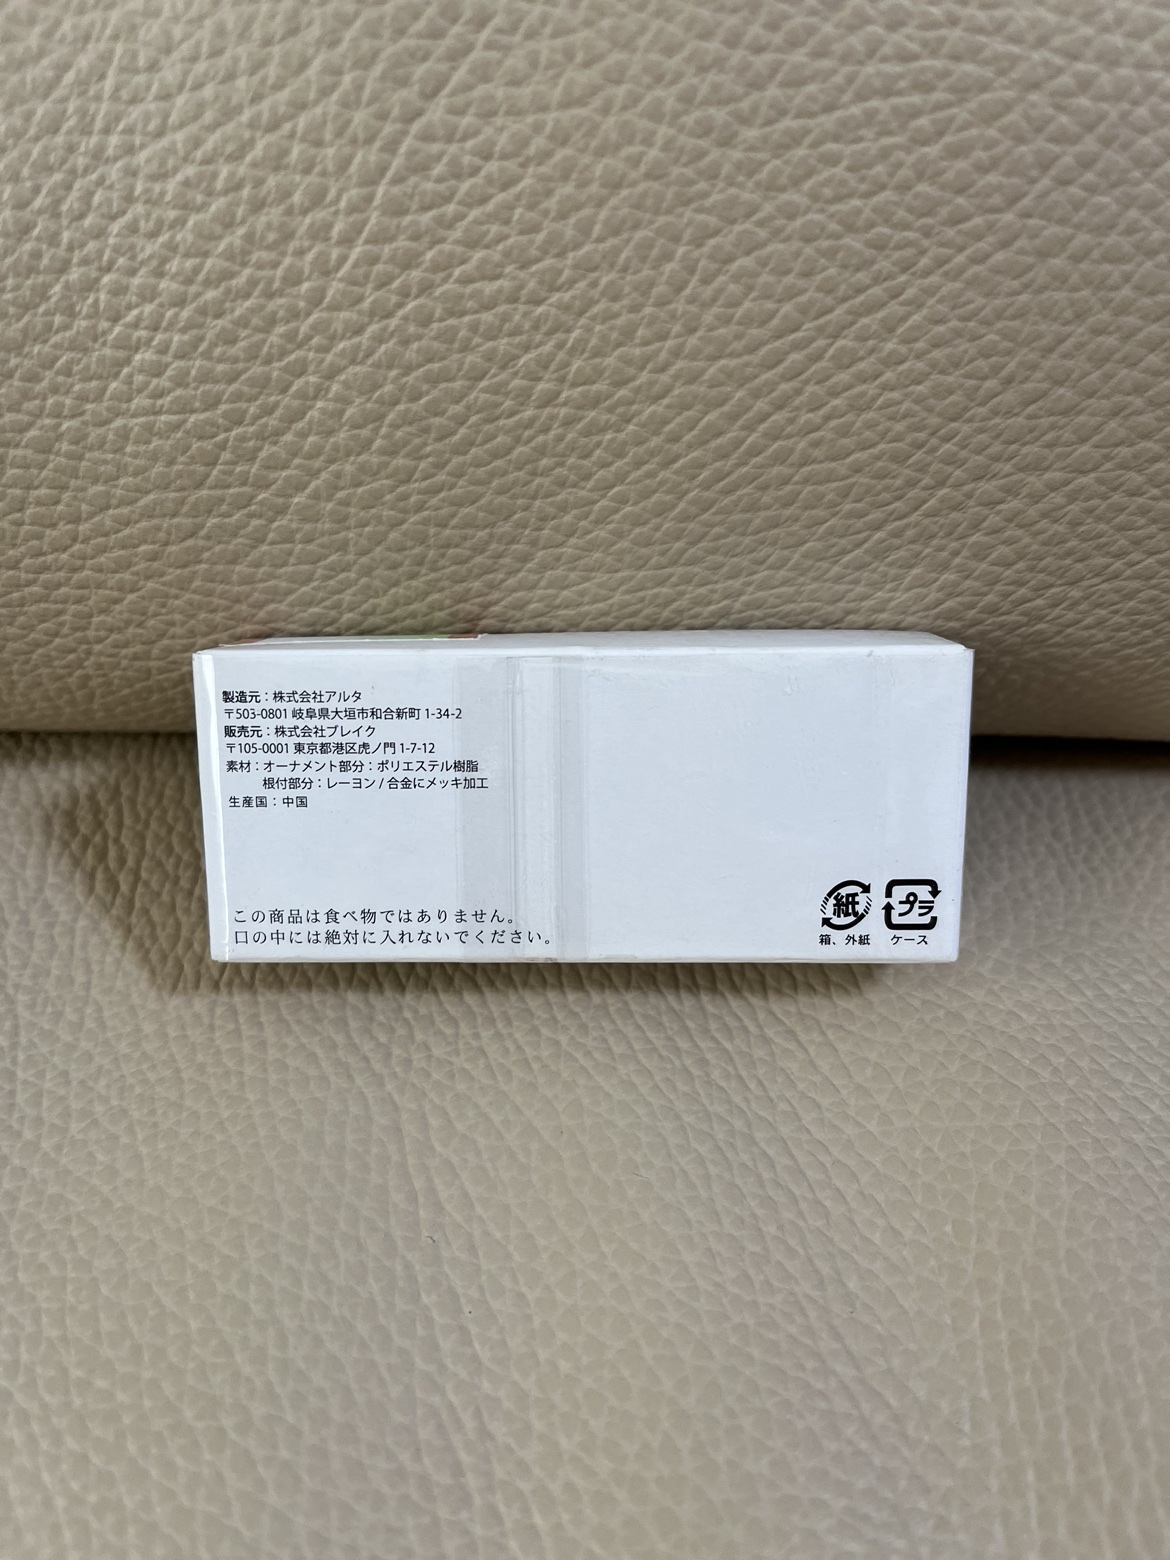 製造元：株式会社アルタ
〒503-0801 岐阜県大垣市和合新町 1-34-2
販売元：株式会社ブレイク
〒105-0001 東京都港区虎ノ門 1-7-12
素材：オーナメント部分：ポリエステル樹脂
根付部分：レーヨン / 合金にメッキ加工
生産国：中国
この商品は食べ物ではありません。
口の中には絶対に入れないでください。
紙 プラ
箱、外紙 ケース